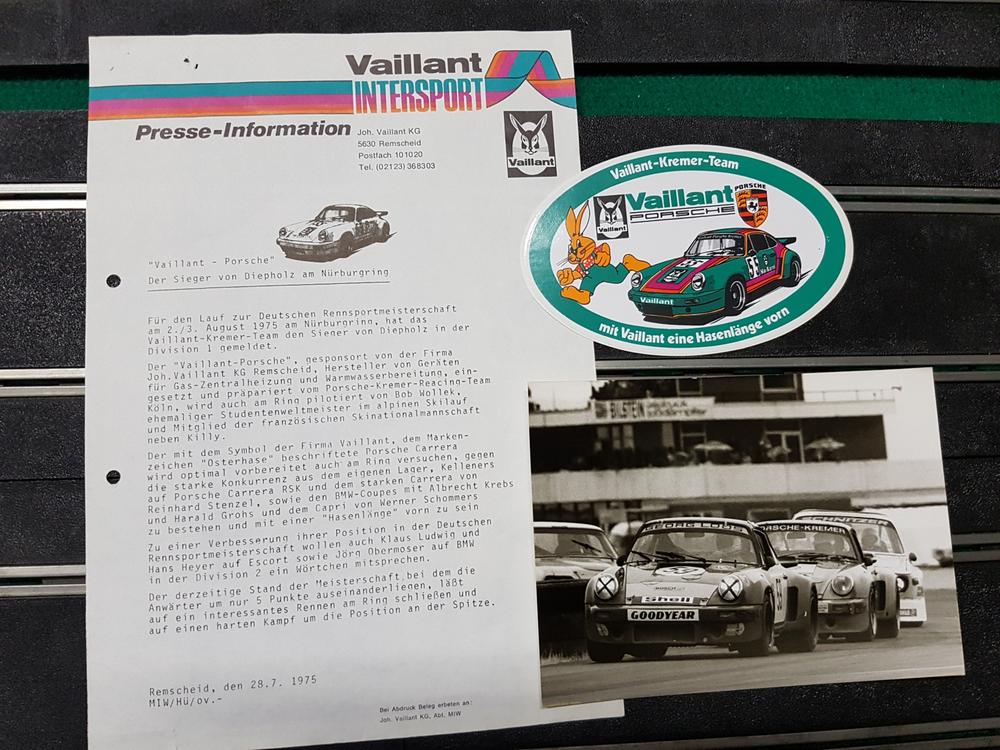 Vaillant
INTERSPORT
Presse-Information
Joh. Vaillant KG
5630 Remscheid
Postfach 101020
Tel. (02123) 368303
Vaillant
"Vaillant - Porsche"
Der Sieger von Diepholz am Nürburgring
Für den Lauf zur Deutschen Rennsportmeisterschaft
am 2./3. August 1975 am Nürburgring, hat das
Vaillant-Kremer-Team den Sieger von Diepholz in der
Division 1 gemeldet.
Der "Vaillant-Porsche", gesponsort von der Firma
Joh.Vaillant KG Remscheid, Hersteller von Geräten
für Gas-Zentralheizung und Warmwasserbereitung, ein-
gesetzt und präpariert vom Porsche-Kremer-Reacing-Team
Köln, wird auch am Ring pilotiert von Bob Wollek,
ehemaliger Studentenweltmeister im alpinen Skilauf
und Mitglied der französischen Skinationalmannschaft
neben Killy.
Der mit dem Symbol der Firma Vaillant, dem Marken-
zeichen "Osterhase" beschriftete Porsche Carrera
wird optimal vorbereitet auch am Ring versuchen, gegen
die starke Konkurrenz aus dem eigenen Lager, Kelleners
auf Porsche Carrera RSK und dem starken Carrera von
Reinhard Stenzel, sowie den BMW-Coupes mit Albrecht Krebs
und Harald Grohs und dem Capri von Werner Schommers
zu bestehen und mit einer "Hasenlänge" vorn zu sein
Zu einer Verbesserung ihrer Position in der Deutschen
Rennsportmeisterschaft wollen auch Klaus Ludwig und
Hans Heyer auf Escort sowie Jörg Obermoser auf BMW
in der Division 2 ein Wörtchen mitsprechen.
Der derzeitige Stand der Meisterschaft, bei dem die
Anwärter um nur 5 Punkte auseinanderliegen, läßt
auf ein interessantes Rennen am Ring schließen und
auf einen harten Kampf um die Position an der Spitze.
Remscheid, den 28.7. 1975
MIW/Hü/ov.-
Bei Abdruck Beleg erbeten an:
Joh. Vaillant KG, Abt. MIW
Vaillant-Kremer-Team
Vaillant
PORSCHE
PORSCHE
Vaillant
Vaillant
mit Vaillant eine Hasenlänge vorn
BILSTEIN
GEORG LOOS
PORSCHE-KREMER
SCHNITZER
Shell
GOODYEAR